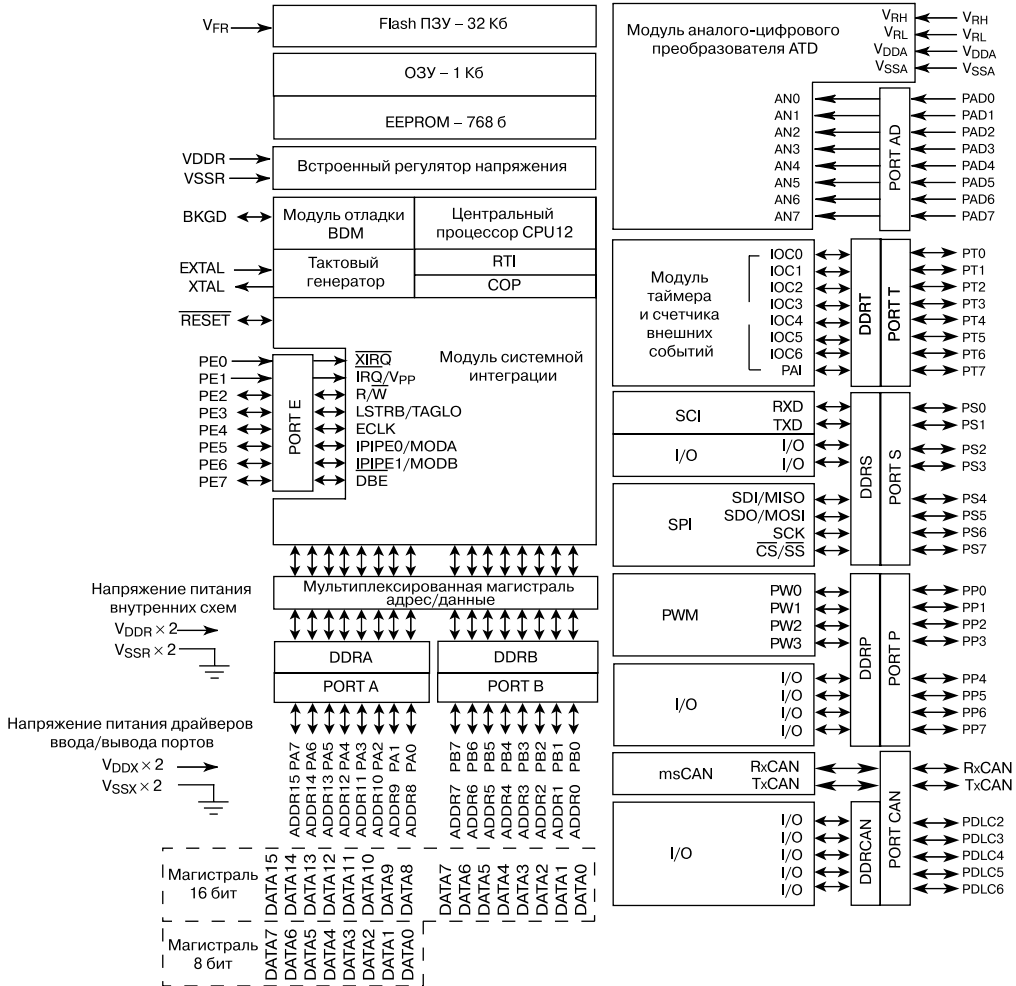 VFR
Flash ПЗУ – 32 Кб
ОЗУ – 1 Кб
EEPROM – 768 б
VDDR
VSSR
Встроенный регулятор напряжения
BKGD
Модуль отладки
BDM
Центральный
процессор CPU12
EXTAL
XTAL
Тактовый
генератор
RTI
COP
RESET
Модуль системной
интеграции
PE0
PE1
PE2
PE3
PE4
PE5
PE6
PE7
PORT E
XIRQ
IRQ/VPP
R/W
LSTRB/TAGLO
ECLK
IPIPE0/MODA
IPIPE1/MODB
DBE
Мультиплексированная магистраль
адрес/данные
Напряжение питания
внутренних схем
VDDR × 2
VSSR × 2
DDRA
DDRB
PORT A
PORT B
Напряжение питания драйверов
ввода/вывода портов
VDDX × 2
VSSX × 2
ADDR15 PA7
ADDR14 PA6
ADDR13 PA5
ADDR12 PA4
ADDR11 PA3
ADDR10 PA2
ADDR9 PA1
ADDR8 PA0
ADDR7 PB7
ADDR6 PB6
ADDR5 PB5
ADDR4 PB4
ADDR3 PB3
ADDR2 PB2
ADDR1 PB1
ADDR0 PB0
Магистраль
16 бит
DATA15
DATA14
DATA13
DATA12
DATA11
DATA10
DATA9
DATA8
DATA7
DATA6
DATA5
DATA4
DATA3
DATA2
DATA1
DATA0
Магистраль
8 бит
DATA7
DATA6
DATA5
DATA4
DATA3
DATA2
DATA1
DATA0
Модуль аналого-цифрового
преобразователя ATD
VRH VRH
VRL VRL
VDDA VDDA
VSSA VSSA
AN0
AN1
AN2
AN3
AN4
AN5
AN6
AN7
PORT AD
PAD0
PAD1
PAD2
PAD3
PAD4
PAD5
PAD6
PAD7
Модуль
таймера
и счетчика
внешних
событий
IOC0
IOC1
IOC2
IOC3
IOC4
IOC5
IOC6
PAI
DDRT
PORT T
PT0
PT1
PT2
PT3
PT4
PT5
PT6
PT7
SCI
RXD
TXD
I/O
I/O
I/O
SPI
SDI/MISO
SDO/MOSI
SCK
CS/SS
DDRS
PORT S
PS0
PS1
PS2
PS3
PS4
PS5
PS6
PS7
PWM
PW0
PW1
PW2
PW3
I/O
I/O
I/O
I/O
I/O
DDRP
PORT P
PP0
PP1
PP2
PP3
PP4
PP5
PP6
PP7
msCAN
RxCAN
TxCAN
I/O
I/O
I/O
I/O
I/O
I/O
DDRCAN
PORT CAN
RxCAN
TxCAN
PDLC2
PDLC3
PDLC4
PDLC5
PDLC6